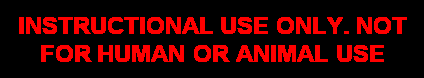 INSTRUCTIONAL USE ONLY. NOT
FOR HUMAN OR ANIMAL USE